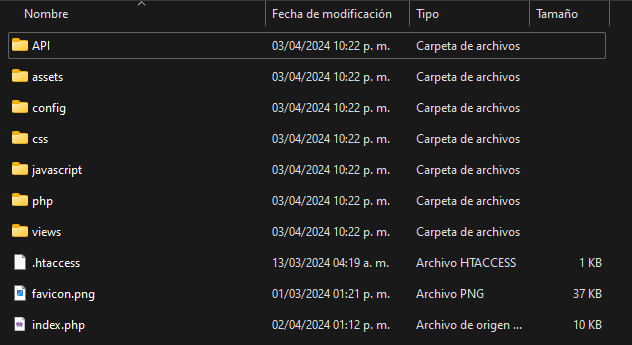 Nombre Fecha de modificación Tipo Tamaño
API 03/04/2024 10:22 p. m. Carpeta de archivos
assets 03/04/2024 10:22 p. m. Carpeta de archivos
config 03/04/2024 10:22 p. m. Carpeta de archivos
css 03/04/2024 10:22 p. m. Carpeta de archivos
javascript 03/04/2024 10:22 p. m. Carpeta de archivos
php 03/04/2024 10:22 p. m. Carpeta de archivos
views 03/04/2024 10:22 p. m. Carpeta de archivos
.htaccess 13/03/2024 04:19 a. m. Archivo HTACCESS 1 KB
favicon.png 01/03/2024 01:21 p. m. Archivo PNG 37 KB
index.php 02/04/2024 01:12 p. m. Archivo de origen ... 10 KB